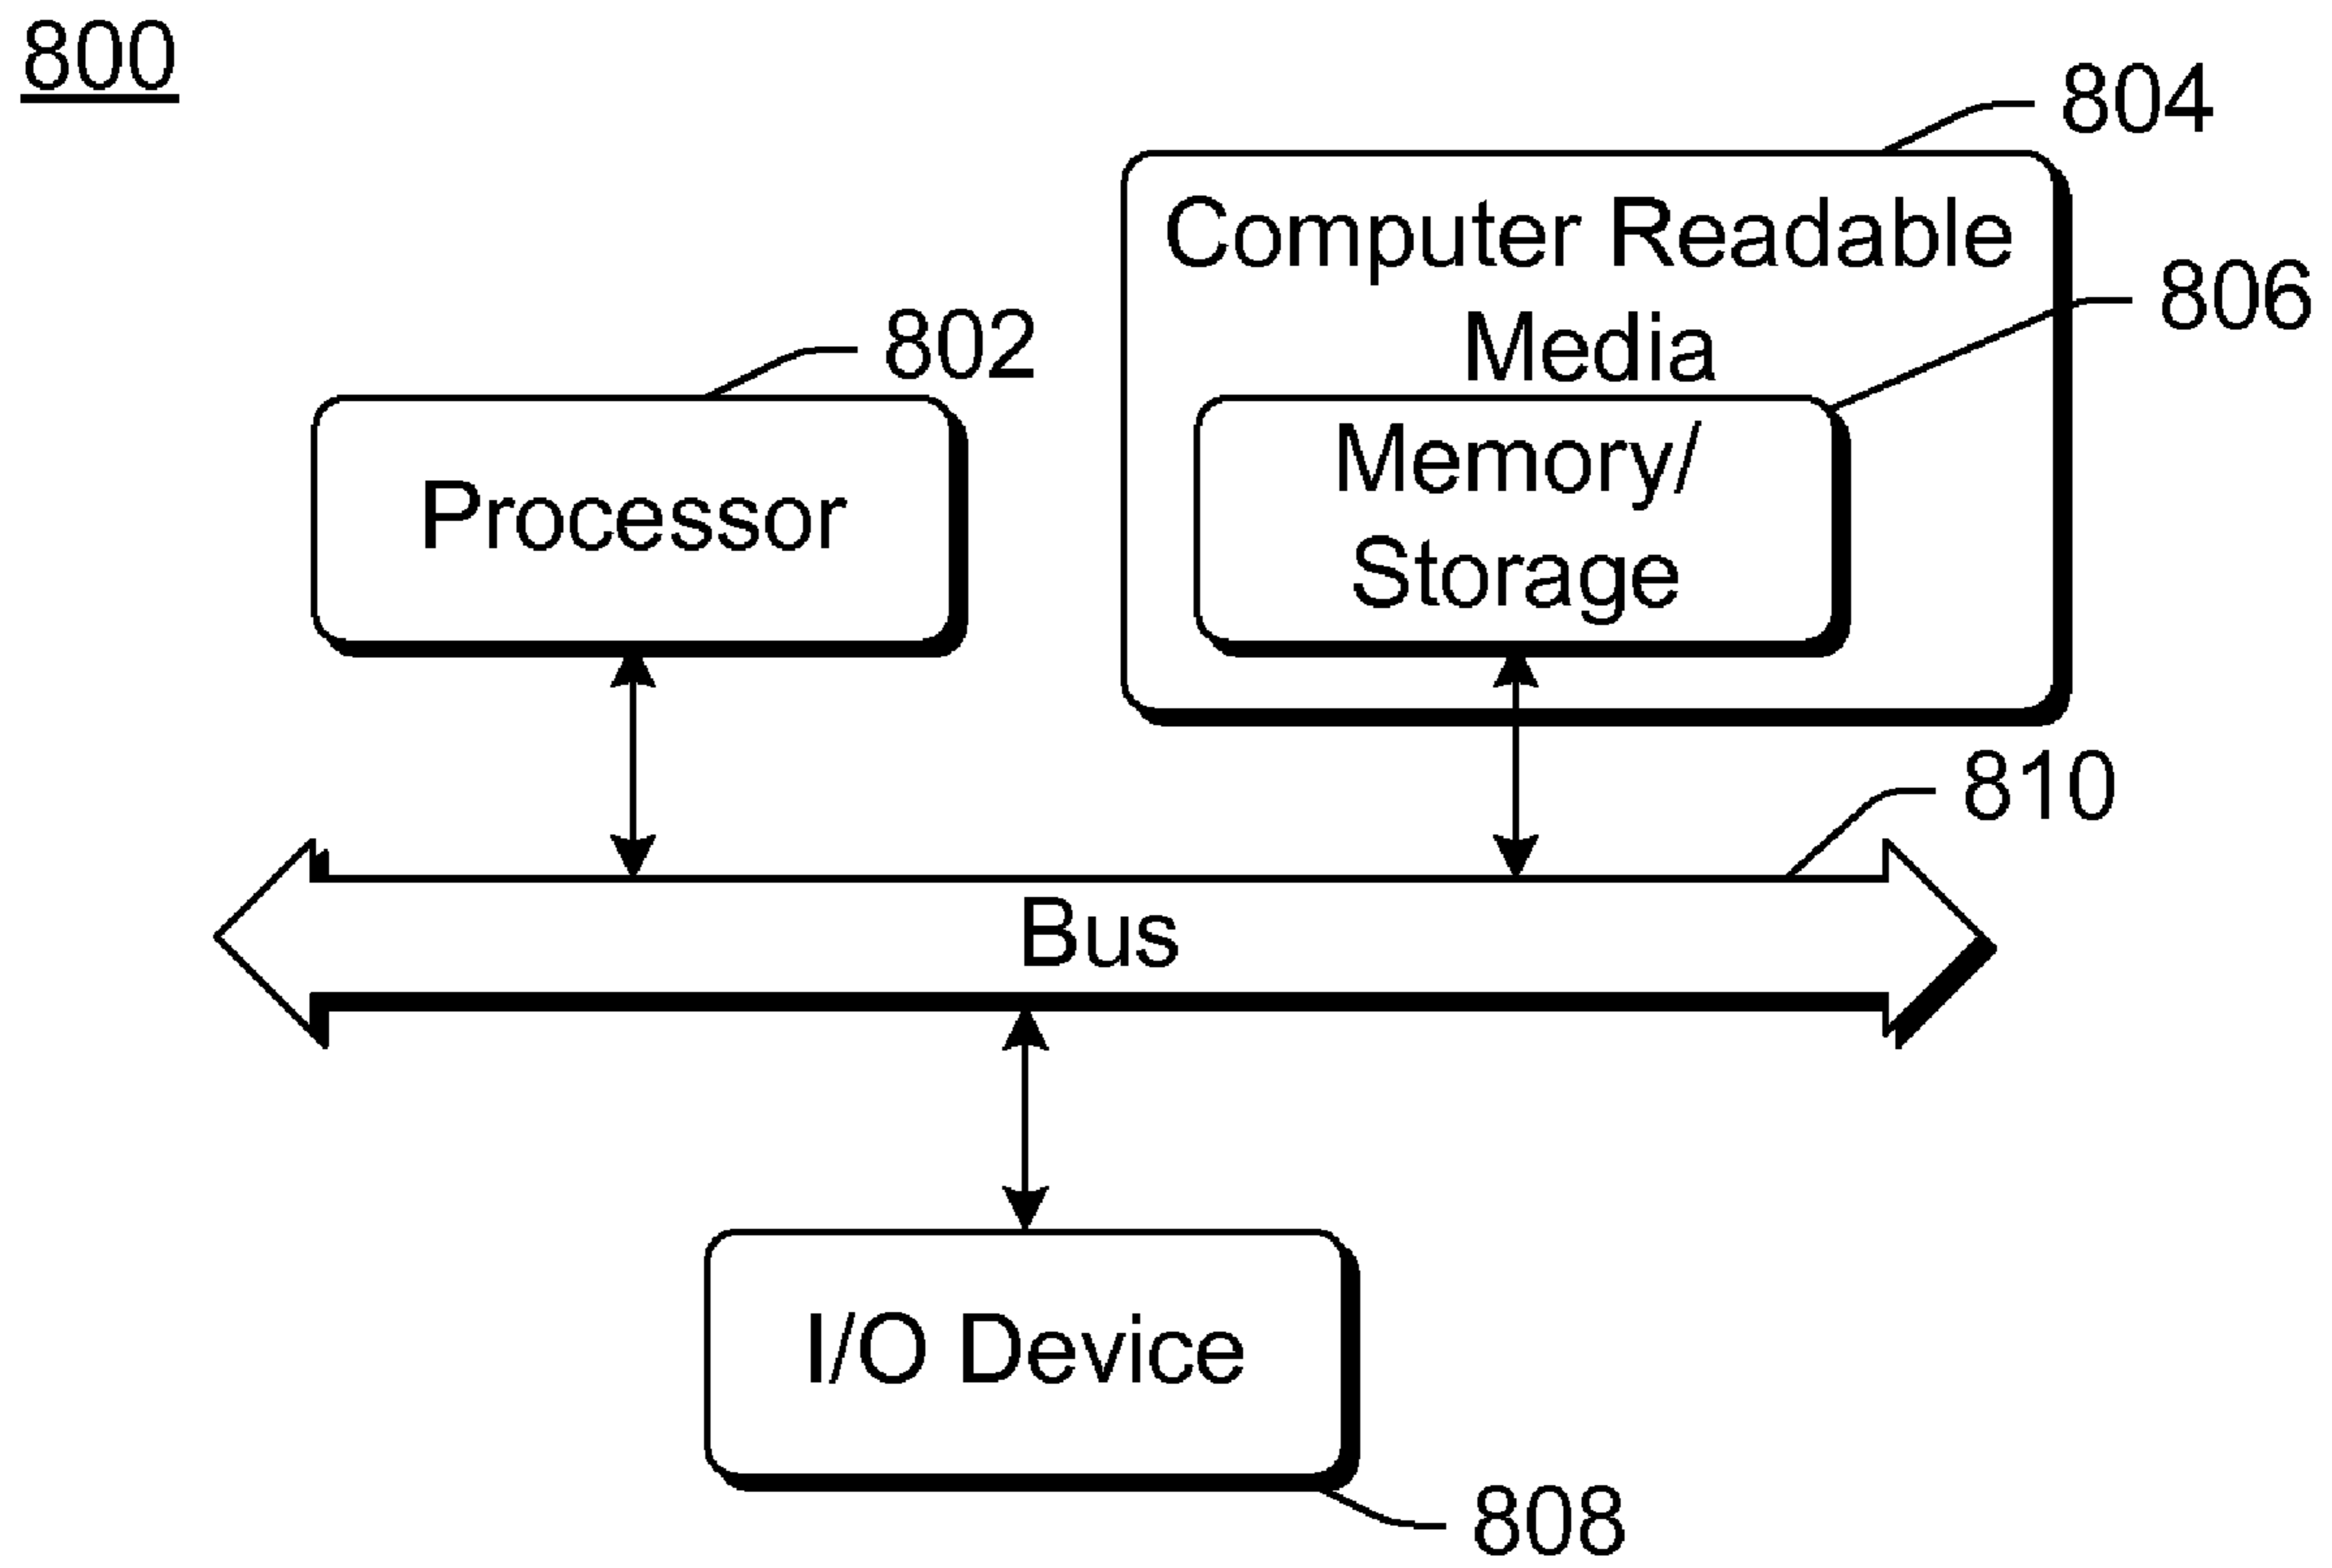 800
804
Computer Readable
Media
806
802
Processor
Memory/
Storage
810
Bus
I/O Device
808